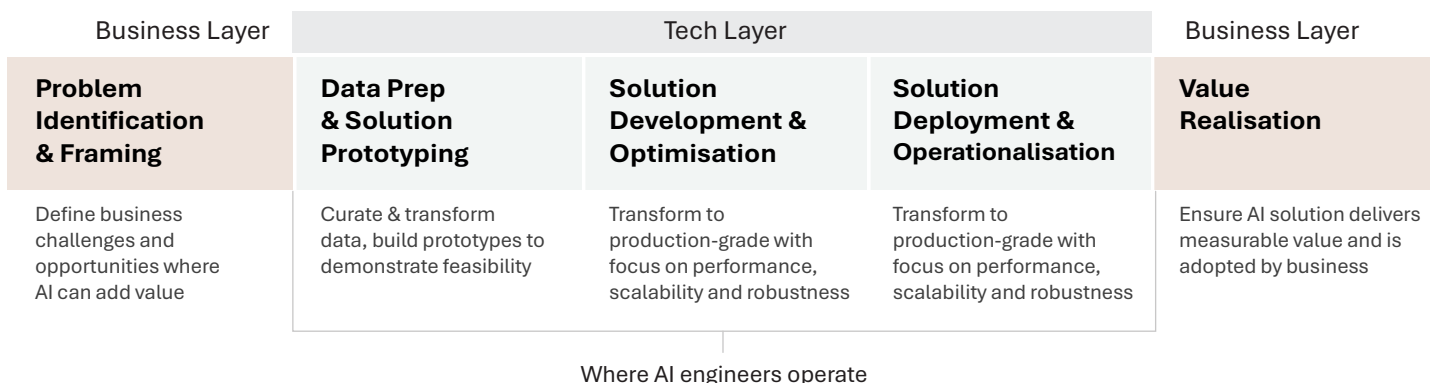 Business Layer
Tech Layer
Business Layer
Problem
Identification
& Framing
Data Prep
& Solution
Prototyping
Solution
Development &
Optimisation
Solution
Deployment &
Operationalisation
Value
Realisation
Define business
challenges and
opportunities where
AI can add value
Curate & transform
data, build prototypes to
demonstrate feasibility
Transform to
production-grade with
focus on performance,
scalability and robustness
Transform to
production-grade with
focus on performance,
scalability and robustness
Ensure AI solution delivers
measurable value and is
adopted by business
Where AI engineers operate